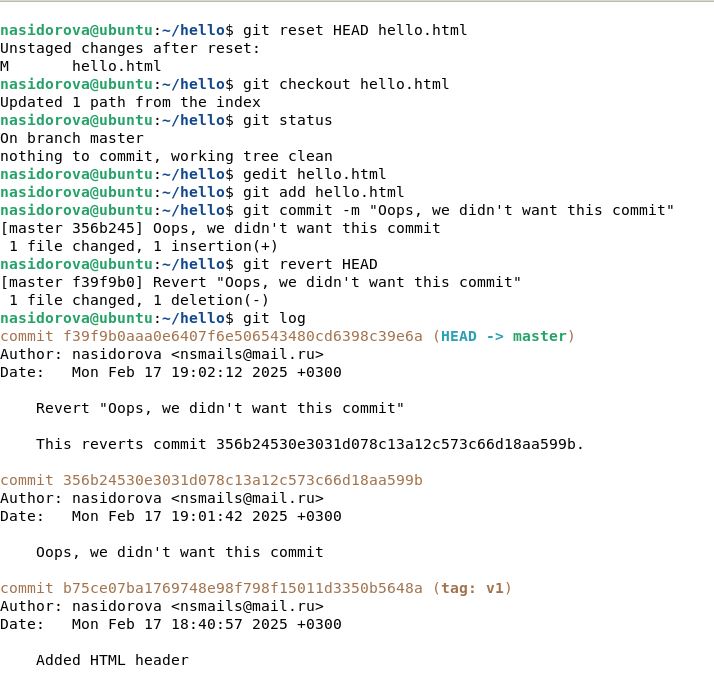 nasidorova@ubuntu:~/hello$ git reset HEAD hello.html
Unstaged changes after reset:
M       hello.html
nasidorova@ubuntu:~/hello$ git checkout hello.html
Updated 1 path from the index
nasidorova@ubuntu:~/hello$ git status
On branch master
nothing to commit, working tree clean
nasidorova@ubuntu:~/hello$ gedit hello.html
nasidorova@ubuntu:~/hello$ git add hello.html
nasidorova@ubuntu:~/hello$ git commit -m "Oops, we didn't want this commit"
[master 356b245] Oops, we didn't want this commit
 1 file changed, 1 insertion(+)
nasidorova@ubuntu:~/hello$ git revert HEAD
[master f39f9b0] Revert "Oops, we didn't want this commit"
 1 file changed, 1 deletion(-)
nasidorova@ubuntu:~/hello$ git log
commit f39f9b0aaa0e6407f6e506543480cd6398c39e6a (HEAD -> master)
Author: nasidorova <nsmails@mail.ru>
Date:   Mon Feb 17 19:02:12 2025 +0300

    Revert "Oops, we didn't want this commit"

    This reverts commit 356b24530e3031d078c13a12c573c66d18aa599b.

commit 356b24530e3031d078c13a12c573c66d18aa599b
Author: nasidorova <nsmails@mail.ru>
Date:   Mon Feb 17 19:01:42 2025 +0300

    Oops, we didn't want this commit

commit b75ce07ba1769748e98f798f15011d3350b5648a (tag: v1)
Author: nasidorova <nsmails@mail.ru>
Date:   Mon Feb 17 18:40:57 2025 +0300

    Added HTML header